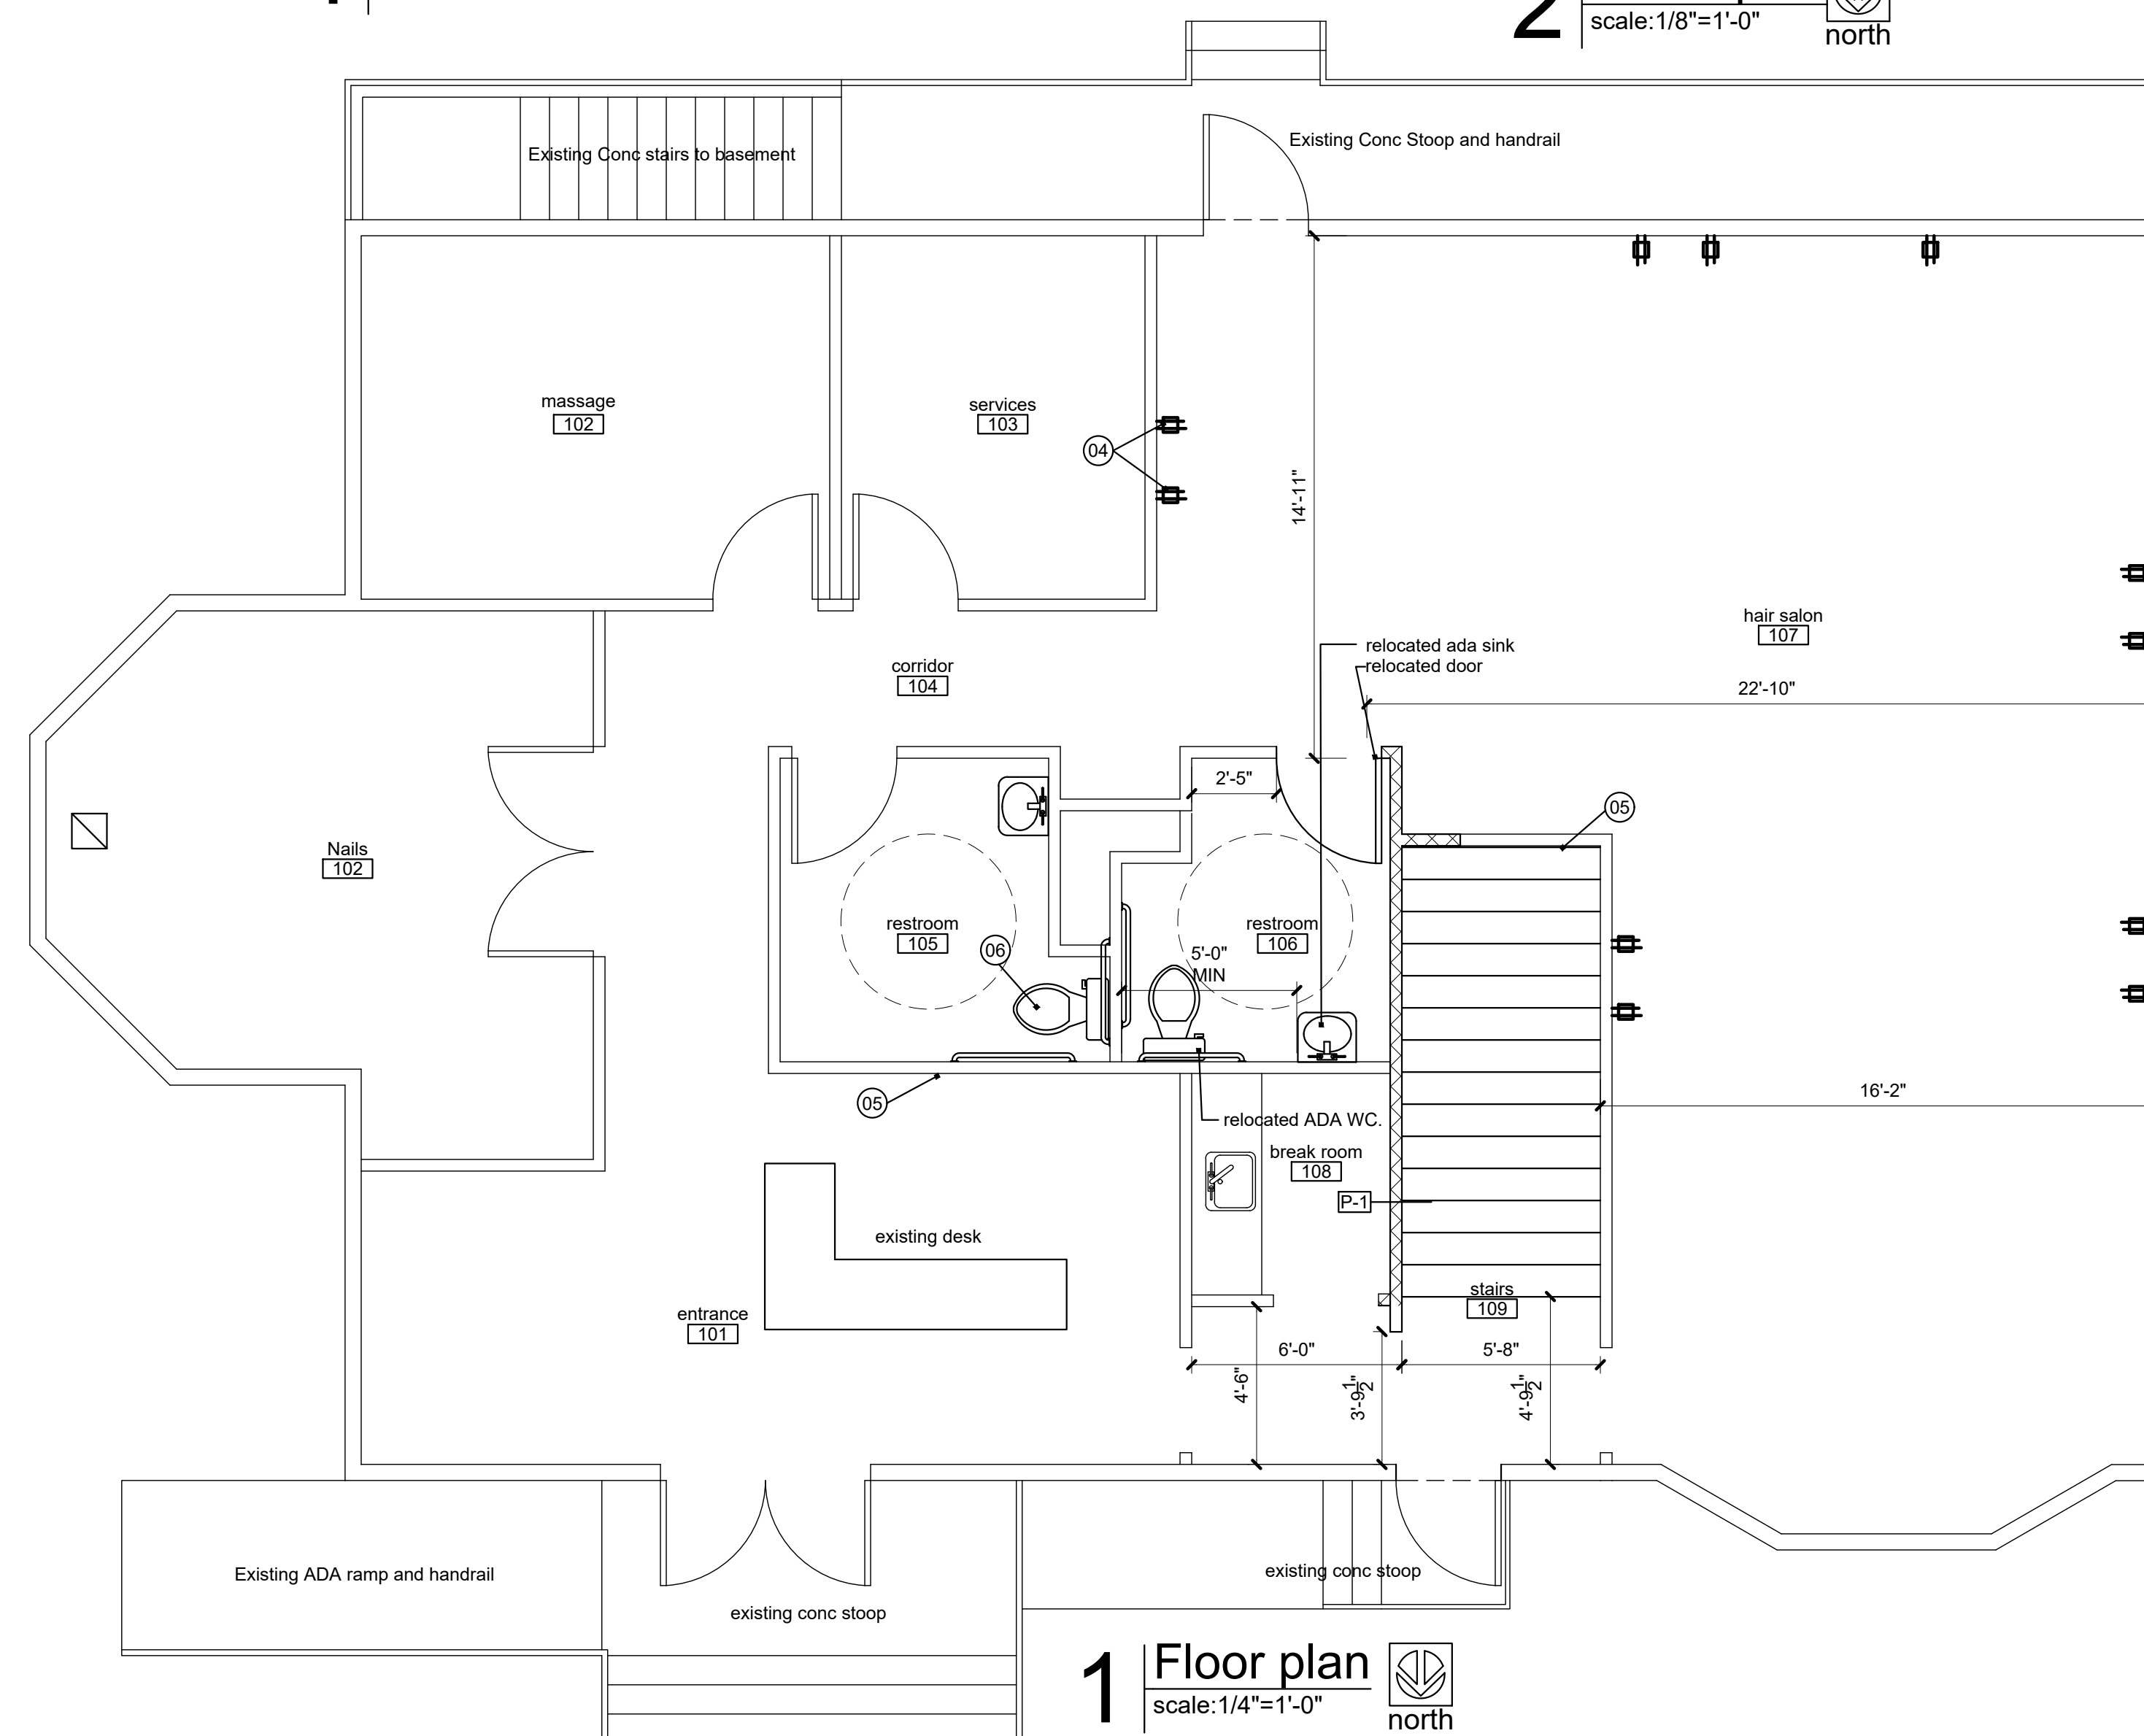 2
scale:1/8"=1'-0"
north
Existing Conc stairs to basement
Existing Conc Stoop and handrail
massage
102
services
103
04
14'-11"
hair salon
107
relocated ada sink
relocated door
corridor
104
22'-10"
2'-5"
05
Nails
102
restroom
105
06
restroom
106
5'-0"
MIN
05
relocated ADA WC.
16'-2"
break room
108
P-1
existing desk
stairs
109
entrance
101
6'-0"
5'-8"
4'-6"
3'-9 1/2"
4'-9 1/2"
Existing ADA ramp and handrail
existing conc stoop
existing conc stoop
1
Floor plan
scale:1/4"=1'-0"
north